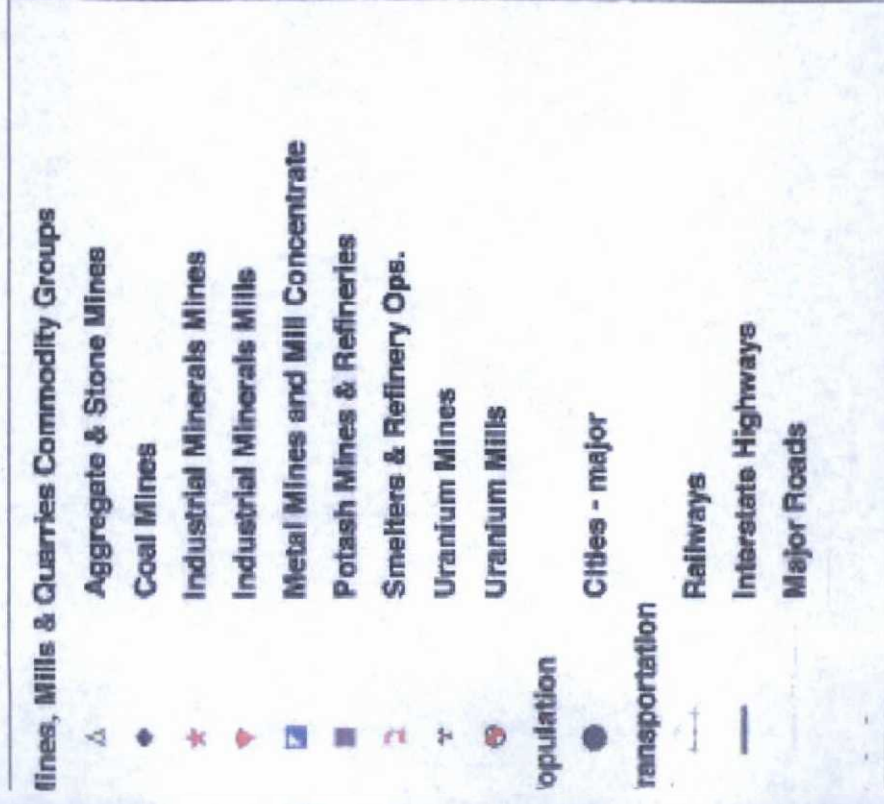 lines, Mills & Quarries Commodity Groups
Aggregate & Stone Mines
Coal Mines
Industrial Minerals Mines
Industrial Minerals Mills
Metal Mines and Mill Concentrate
Potash Mines & Refineries
Smelters & Refinery Ops.
Uranium Mines
Uranium Mills
opulation
Cities - major
ransportation
Railways
Interstate Highways
Major Roads